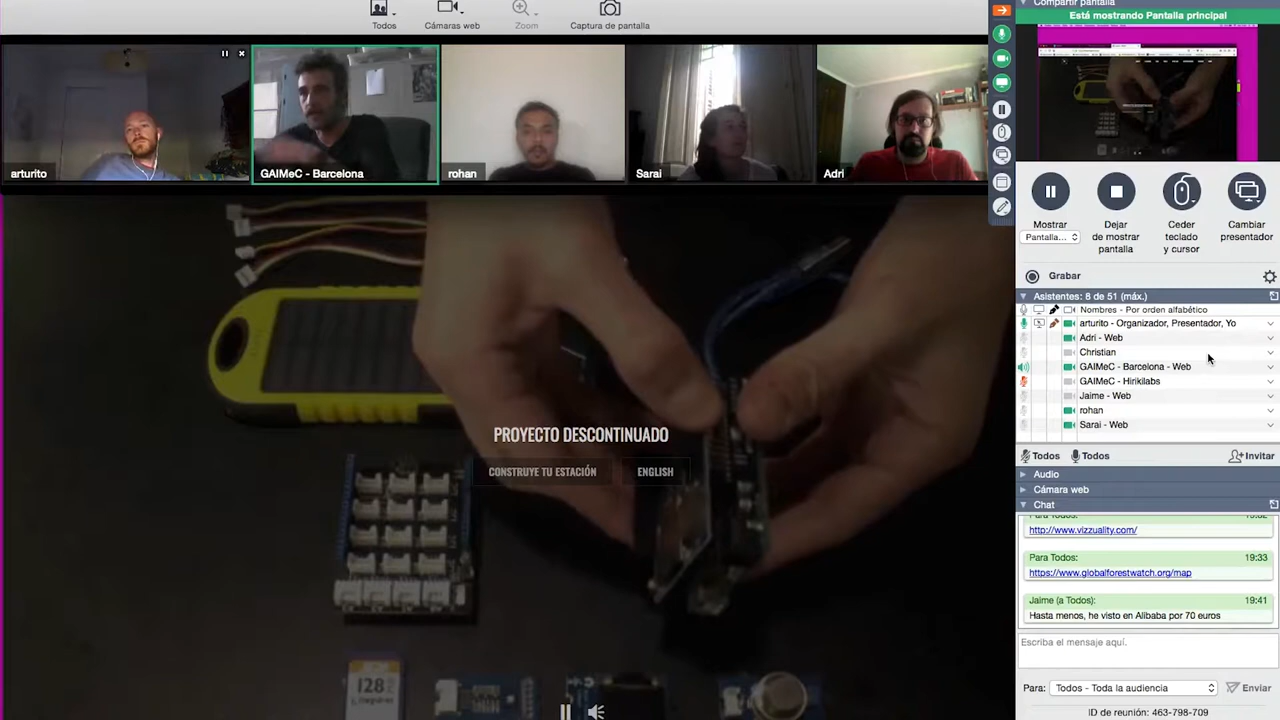 Todos
Cámaras web
Zoom
Captura de pantalla
arturito
GAIMeC - Barcelona
rohan
Sarai
Adri
PROYECTO DESCONTINUADO
CONSTRUYE TU ESTACIÓN
ENGLISH
Compartir pantalla
Está mostrando Pantalla principal
Mostrar
Pantalla...
Dejar
de mostrar
pantalla
Ceder
teclado
y cursor
Cambiar
presentador
Grabar
Asistentes: 8 de 51 (máx.)
Nombres - Por orden alfabético
arturito - Organizador, Presentador, Yo
Adri - Web
Christian
GAIMeC - Barcelona - Web
GAIMeC - Hirikilabs
Jaime - Web
rohan
Sarai - Web
Todos
Todos
Invitar
Audio
Cámara web
Chat
Para Todos:
http://www.vizzuality.com/
Para Todos: 19:33
https://www.globalforestwatch.org/map
Jaime (a Todos): 19:41
Hasta menos, he visto en Alibaba por 70 euros
Escriba el mensaje aquí.
Para: Todos - Toda la audiencia Enviar
ID de reunión: 463-798-709
128